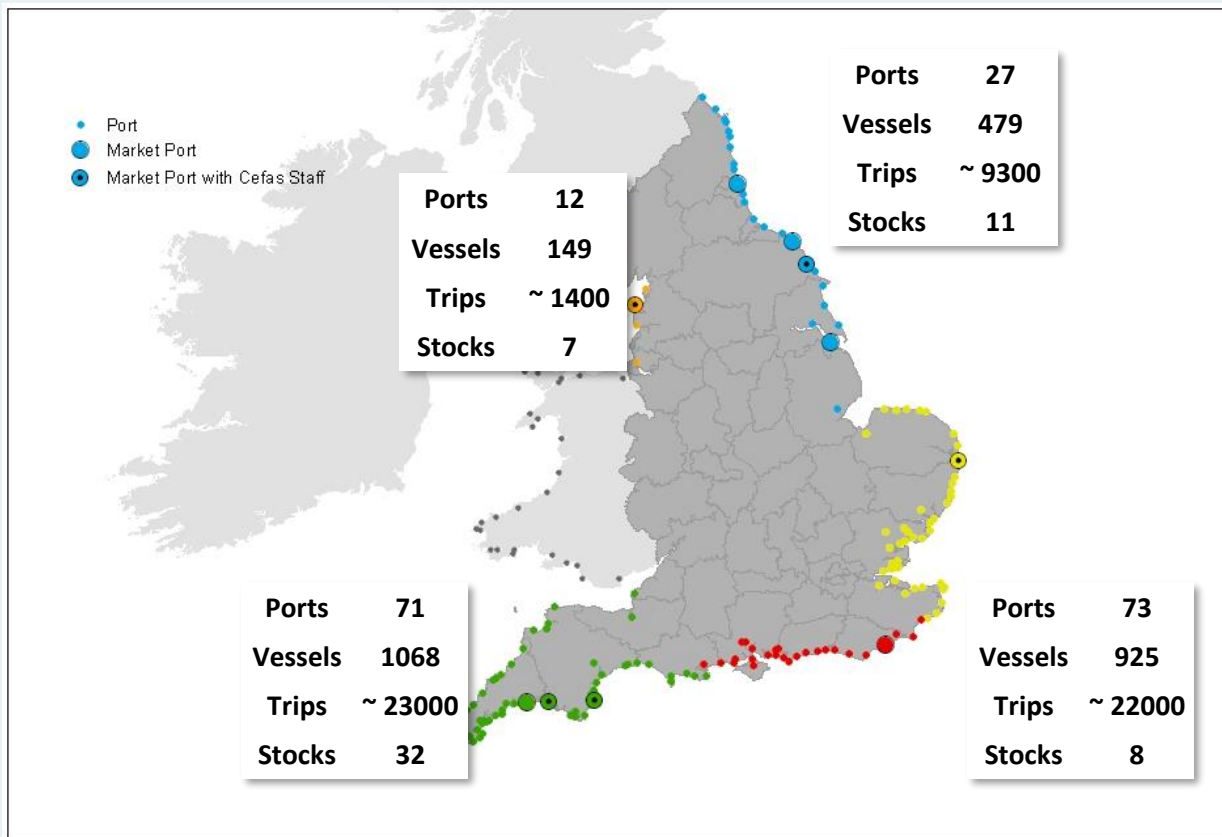 Port
Market Port
Market Port with Cefas Staff
Ports 27
Vessels 479
Trips ~ 9300
Stocks 11
Ports 12
Vessels 149
Trips ~ 1400
Stocks 7
Ports 71
Vessels 1068
Trips ~ 23000
Stocks 32
Ports 73
Vessels 925
Trips ~ 22000
Stocks 8